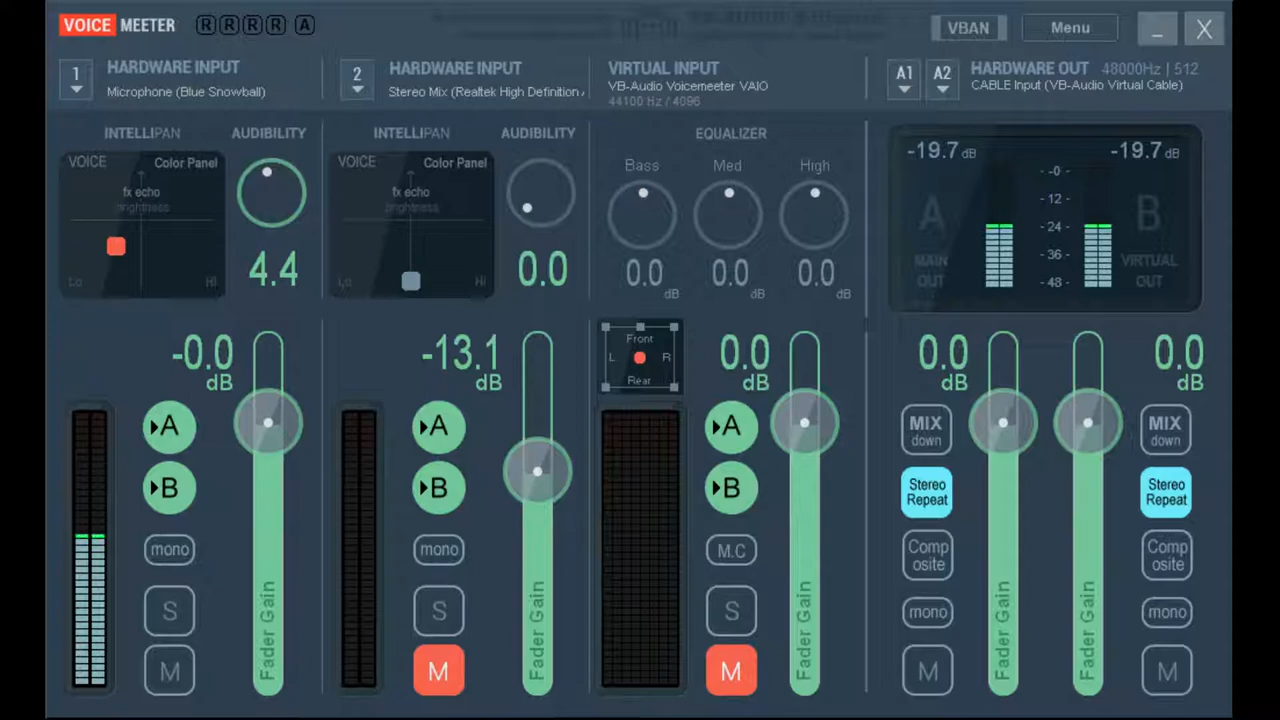 VOICE MEETER R R R R A VBAN Menu _ X
1 HARDWARE INPUT 2 HARDWARE INPUT VIRTUAL INPUT A1 A2 HARDWARE OUT 48000Hz | 512
Microphone (Blue Snowball) Stereo Mix (Realtek High Definition VB-Audio Voicemeeter VAIO CABLE Input (VB-Audio Virtual Cable)
44100 Hz / 4096
INTELLIPAN AUDIBILITY INTELLIPAN AUDIBILITY EQUALIZER
VOICE Color Panel VOICE Color Panel Bass Med High -19.7 dB -19.7 dB
fx echo fx echo -0-
brightness brightness -12-
A -24- B
4.4 0.0 0.0 0.0 0.0 MAIN -36- VIRTUAL
Lo Hi Lo Hi dB dB dB OUT -48- OUT
-0.0 -13.1 Front 0.0 0.0 0.0
dB dB L R dB dB dB
Rear
A A A MIX MIX
down down
B B B Stereo Stereo
Repeat Repeat
mono mono M.C Comp Comp
osite osite
S S S mono mono
Fader Gain Fader Gain Fader Gain Fader Gain Fader Gain
M M M M M